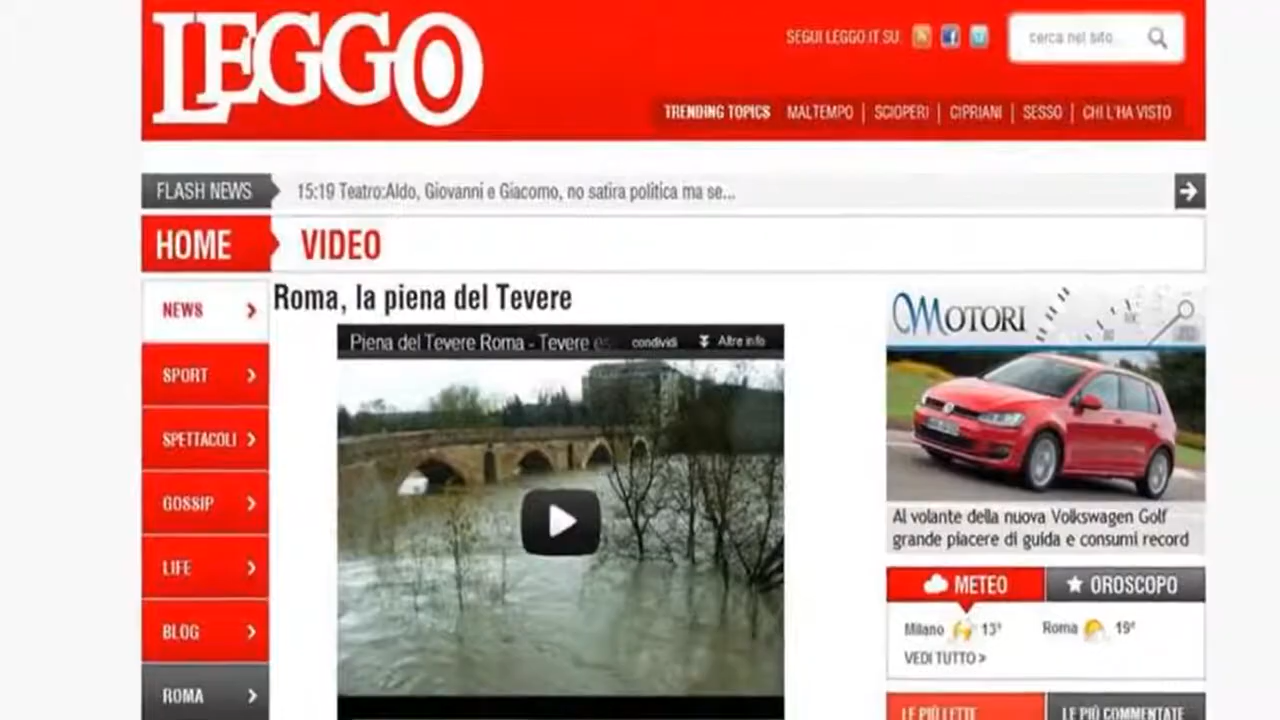 LEGGO
SEGUI LEGGO.IT SU:
cerca nel sito...
TRENDING TOPICS MALTEMPO | SCIOPERI | CIPRIANI | SESSO | CHI L'HA VISTO
FLASH NEWS 15:19 Teatro:Aldo, Giovanni e Giacomo, no satira politica ma se...
HOME VIDEO
NEWS
SPORT
SPETTACOLI
GOSSIP
LIFE
BLOG
ROMA
Roma, la piena del Tevere
Piena del Tevere Roma - Tevere es condividi Altre info
MOTORI
Al volante della nuova Volkswagen Golf
grande piacere di guida e consumi record
METEO OROSCOPO
Milano 13° Roma 19°
VEDI TUTTO >
LE PIÙ LETTE LE PIÙ COMMENTATE